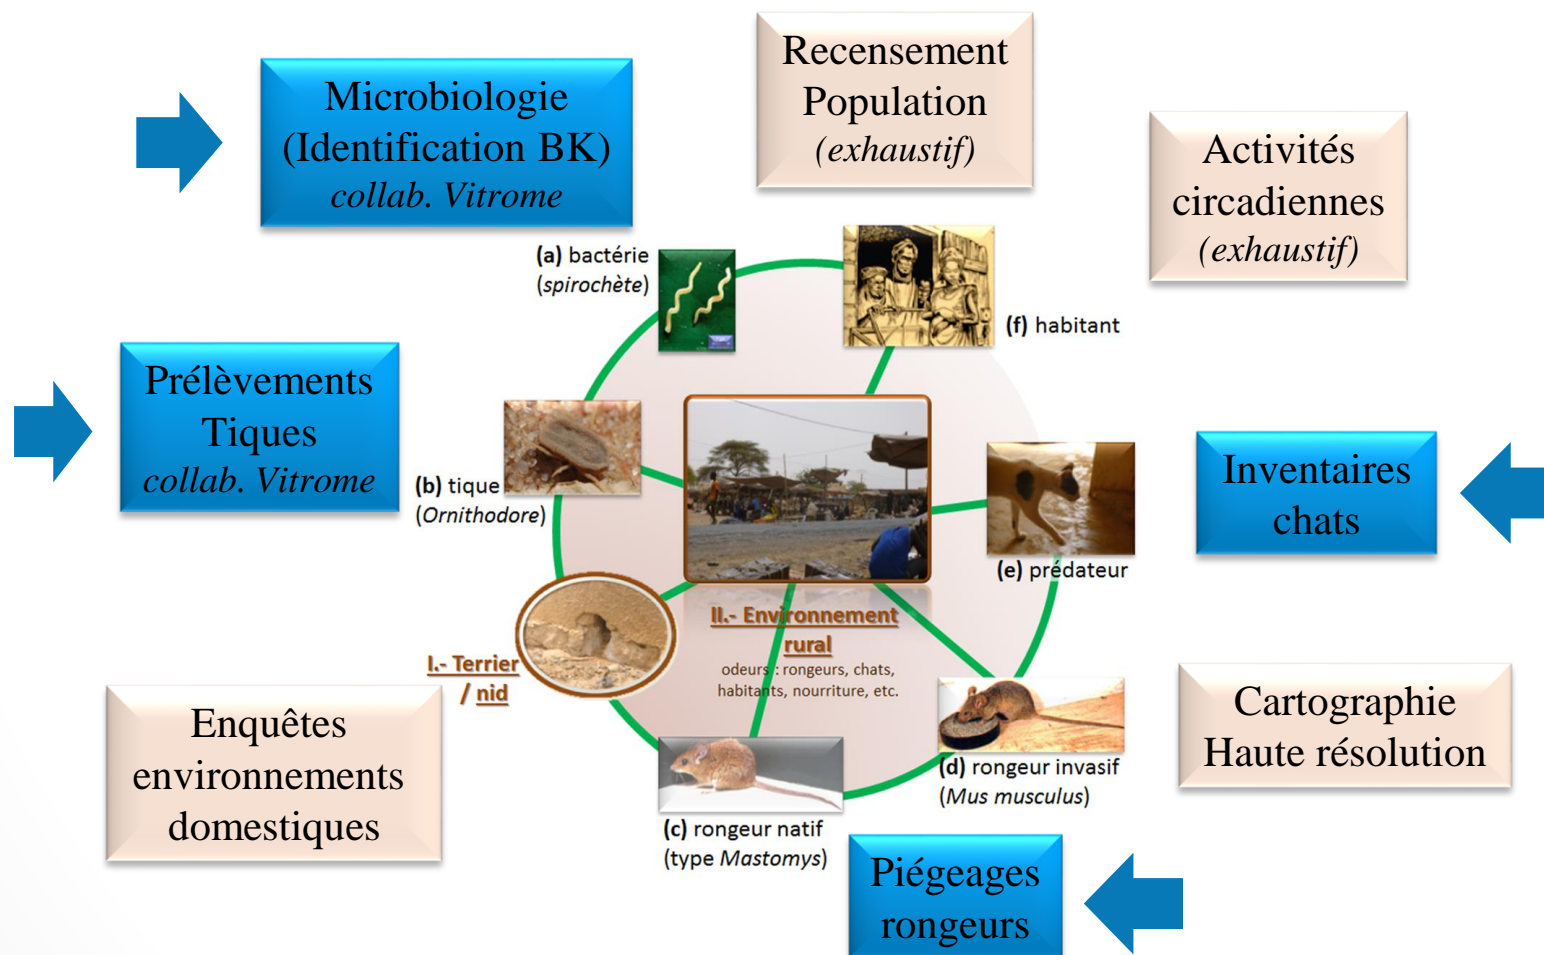 Recensement
Population
(exhaustif)
Microbiologie
(Identification BK)
collab. Vitrome
Activités
circadiennes
(exhaustif)
(a) bactérie
(spirochète)
(f) habitant
Prélèvements
Tiques
collab. Vitrome
(b) tique
(Ornithodore)
Inventaires
chats
(e) prédateur
II.- Environnement
rural
odeurs : rongeurs, chats,
habitants, nourriture, etc.
I.- Terrier
/ nid
Enquêtes
environnements
domestiques
Cartographie
Haute résolution
(d) rongeur invasif
(Mus musculus)
(c) rongeur natif
(type Mastomys)
Piégeages
rongeurs